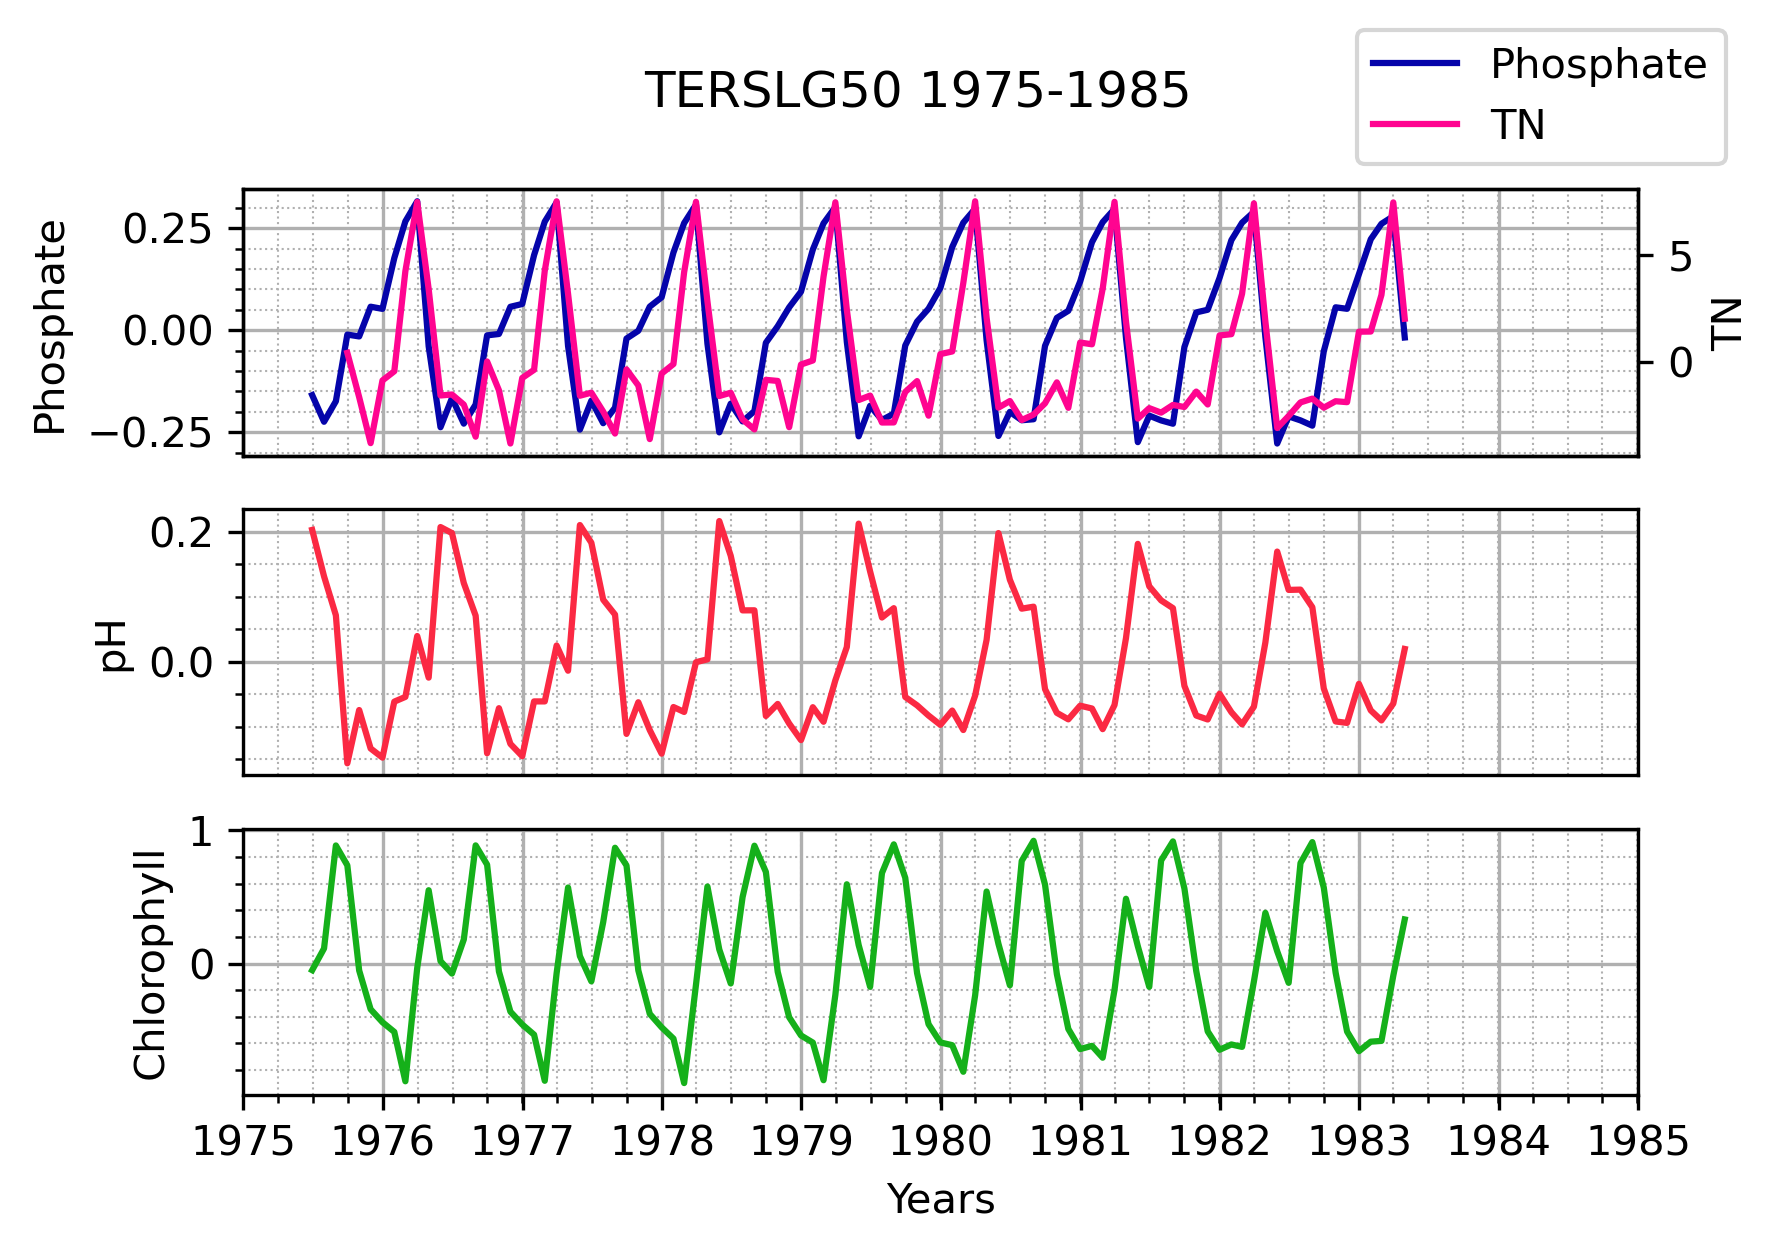 TERSLG50 1975-1985
Phosphate
TN
Phosphate
0.25
0.00
−0.25
5
0
TN
pH
0.2
0.0
Chlorophyll
1
0
1975 1976 1977 1978 1979 1980 1981 1982 1983 1984 1985
Years